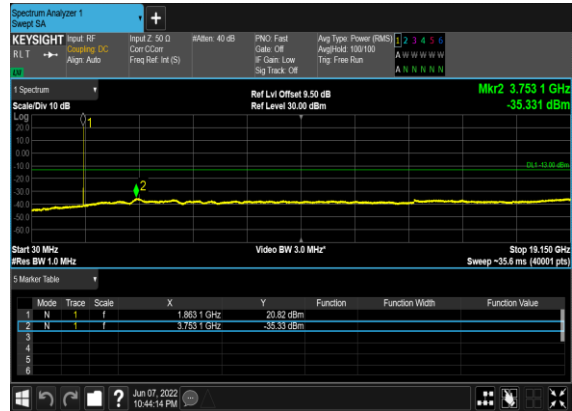 Spectrum Analyzer 1
Swept SA
+
KEYSIGHT Input: RF Input Z: 50 Ω #Atten: 40 dB PNO: Fast Avg Type: Power (RMS) 1 2 3 4 5 6
RLT Coupling: DC Corr CCorr Gate: Off Avg|Hold: 100/100 A W W W W W
Align: Auto Freq Ref: Int (S) IF Gain: Low Trig: Free Run
Sig Track: Off A N N N N N
1 Spectrum Ref Lvl Offset 9.50 dB Mkr2 3.753 1 GHz
Scale/Div 10 dB Ref Level 30.00 dBm -35.331 dBm
Log
20.0
10.0
0.00
-10.0
-20.0
-30.0
-40.0
-50.0
-60.0
1
2
DL1 -13.00 dBm
Start 30 MHz Video BW 3.0 MHz* Stop 19.150 GHz
#Res BW 1.0 MHz Sweep ~35.6 ms (40001 pts)
5 Marker Table
Mode Trace Scale X Y Function Function Width Function Value
1 N 1 f 1.863 1 GHz 20.82 dBm
2 N 1 f 3.753 1 GHz -35.33 dBm
3
4
5
6
? Jun 07, 2022
10:44:14 PM